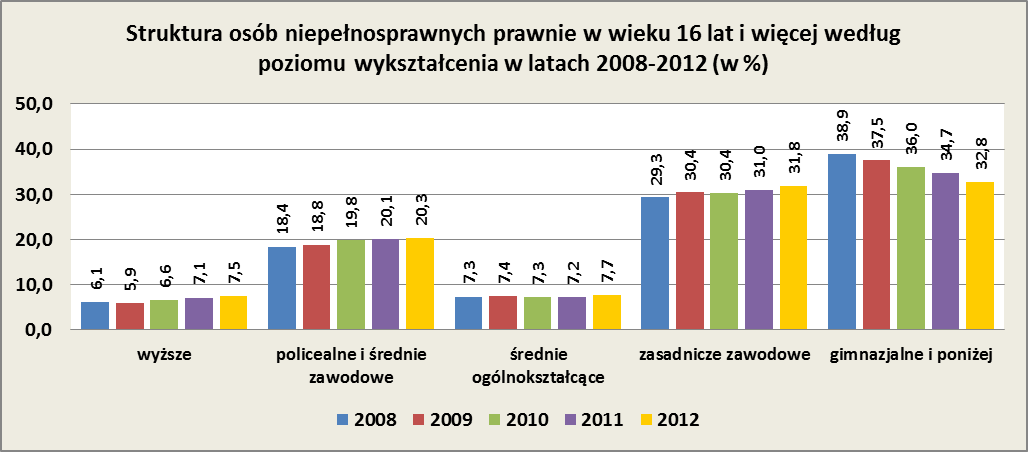 Struktura osób niepełnosprawnych prawnie w wieku 16 lat i więcej według
poziomu wykształcenia w latach 2008-2012 (w %)
50,0
40,0
30,0
20,0
10,0
0,0
6,1 5,9 6,6 7,1 7,5
18,4 18,8 19,8 20,1 20,3
7,3 7,4 7,3 7,2 7,7
29,3 30,4 30,4 31,0 31,8
38,9 37,5 36,0 34,7 32,8
wyższe
policealne i średnie
zawodowe
średnie
ogólnokształcące
zasadnicze zawodowe
gimnazjalne i poniżej
2008 2009 2010 2011 2012